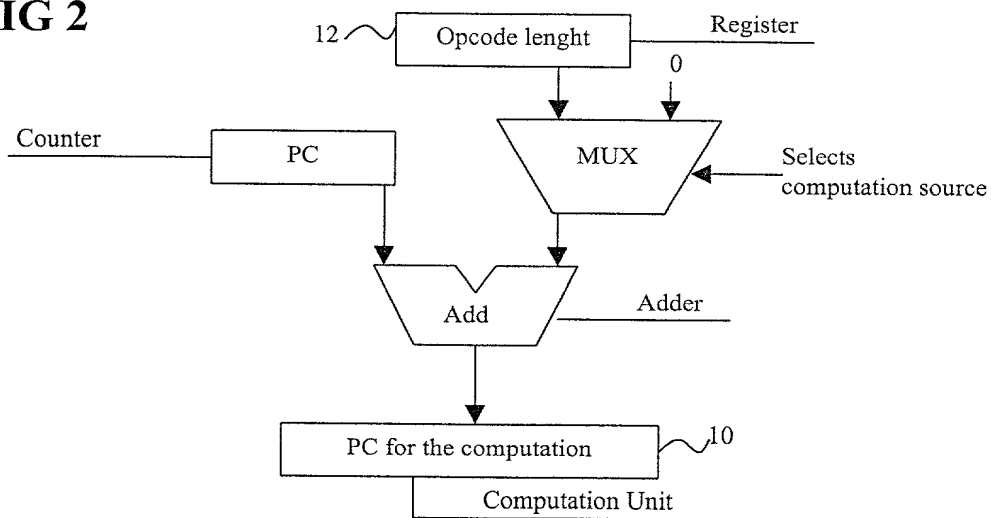 IG 2
12
Opcode lenght
Register
0
Counter
PC
MUX
Selects
computation source
Add
Adder
PC for the computation
10
Computation Unit